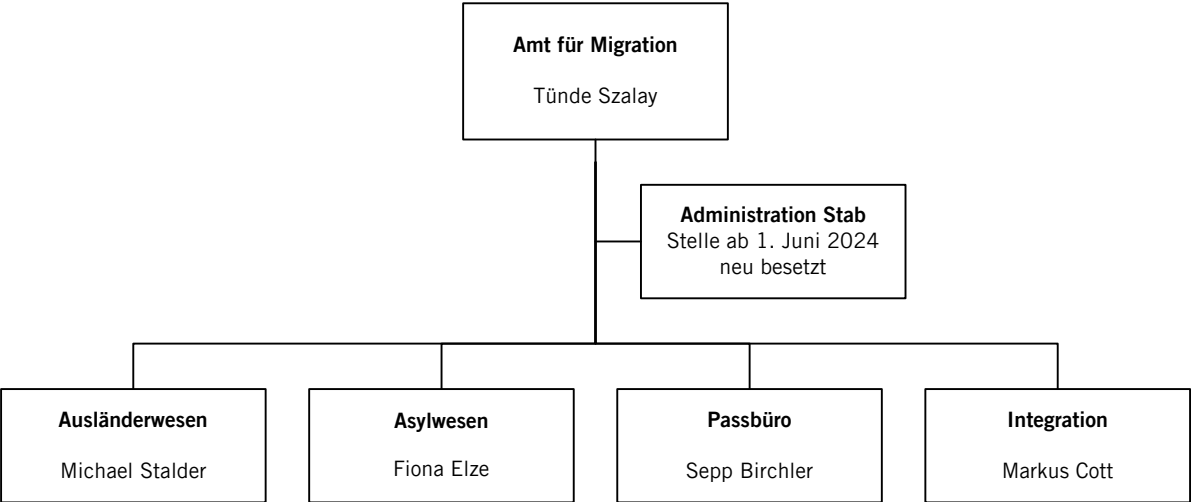 Amt für Migration
Tünde Szalay
Administration Stab
Stelle ab 1. Juni 2024
neu besetzt
Ausländerwesen
Michael Stalder
Asylwesen
Fiona Elze
Passbüro
Sepp Birchler
Integration
Markus Cott